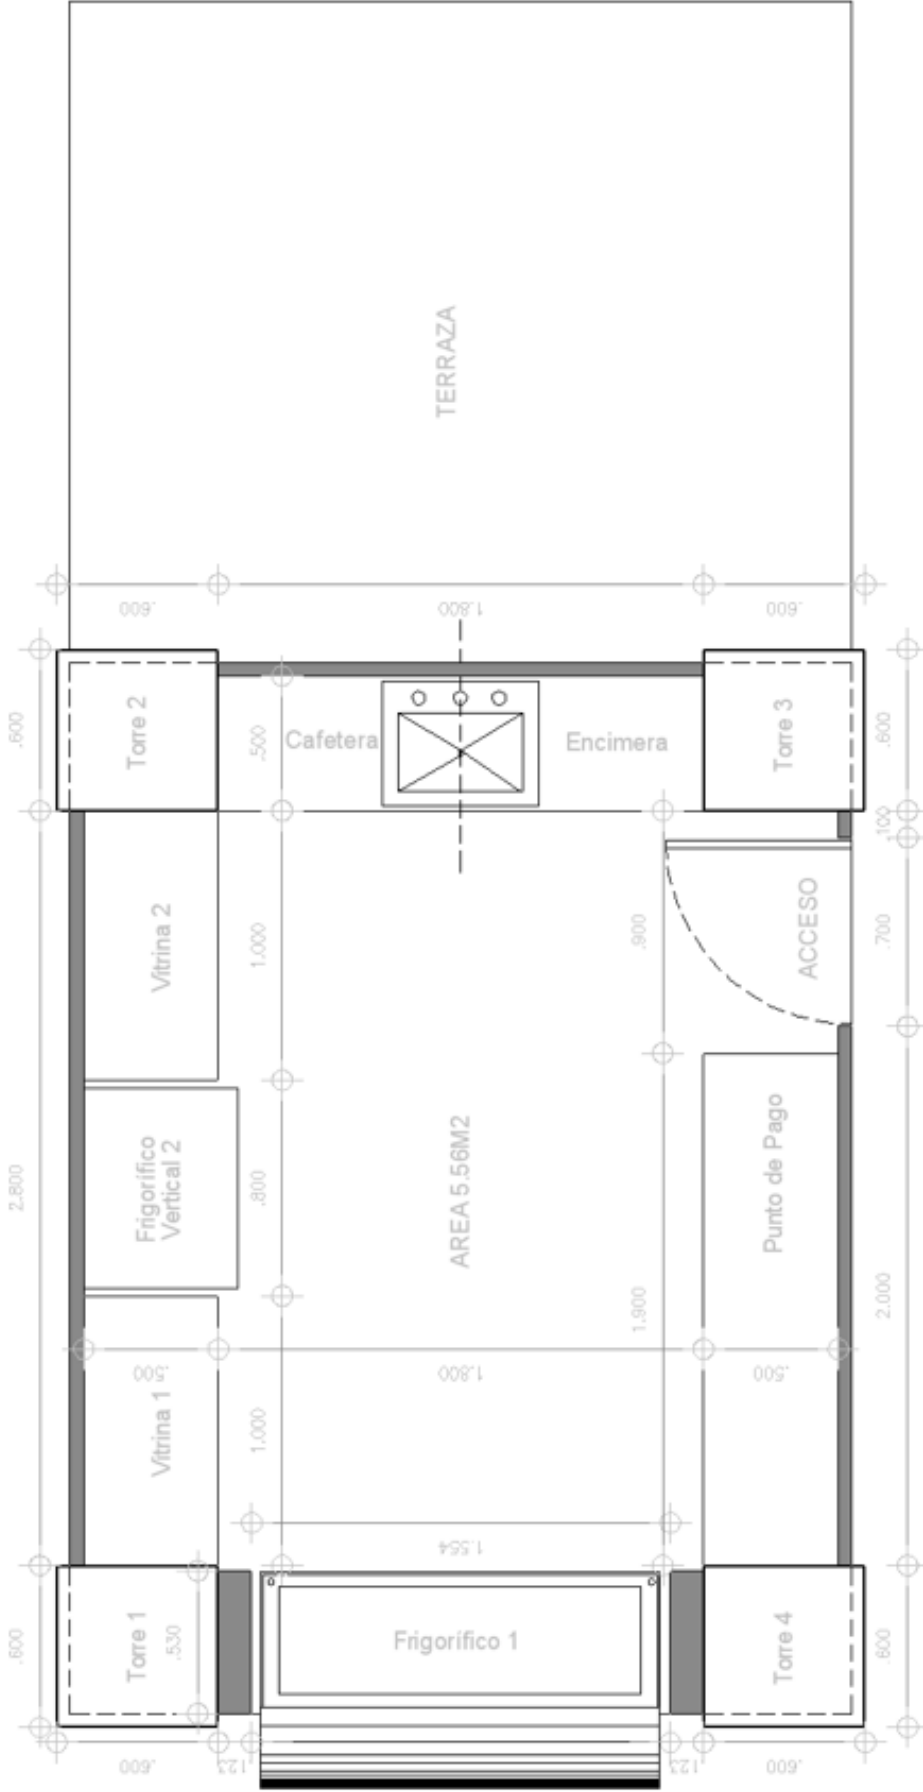 TERRAZA
.600
1.800
.600
.600
Torre 2
.500
Cafetera
Encimera
Torre 3
.600
.100
Vitrina 2
1.000
.900
ACCESO
.700
2.800
Frigorífico
Vertical 2
.800
AREA 5.56M2
Punto de Pago
1.900
2.000
.500
1.800
.500
Vitrina 1
1.000
1.554
.600
Torre 1
.530
Frigorífico 1
Torre 4
.600
.600
.123
.123
.600